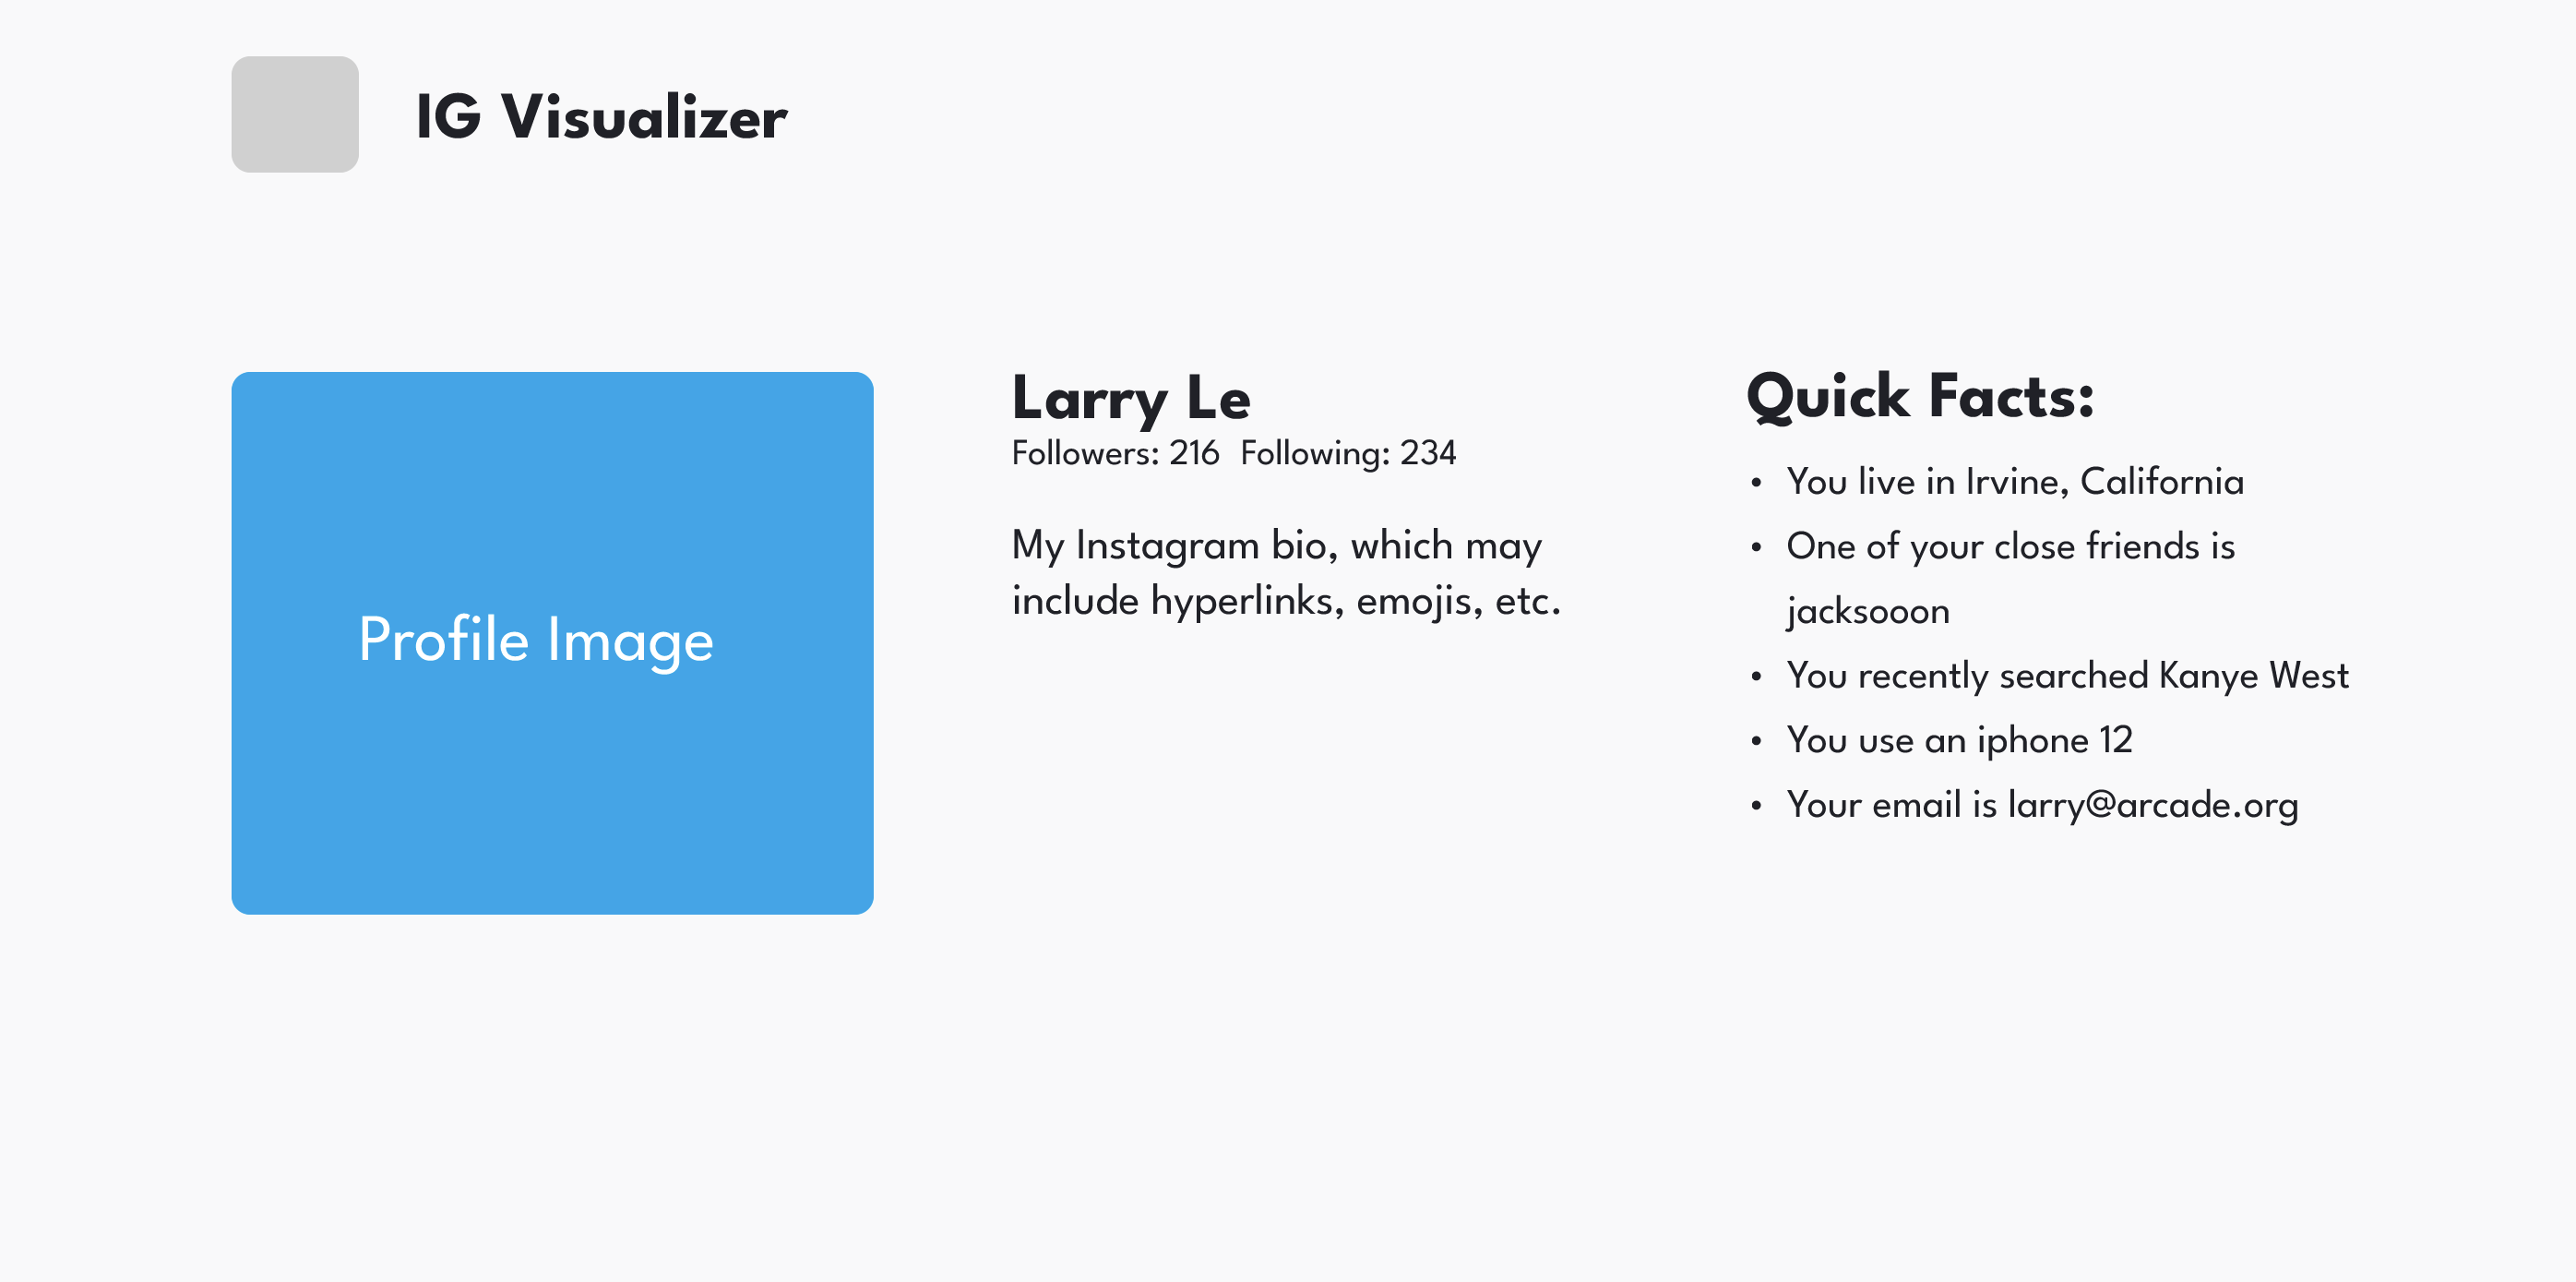 IG Visualizer
Profile Image
Larry Le
Followers: 216  Following: 234
My Instagram bio, which may
include hyperlinks, emojis, etc.
Quick Facts:
• You live in Irvine, California
• One of your close friends is
jacksooon
• You recently searched Kanye West
• You use an iphone 12
• Your email is larry@arcade.org